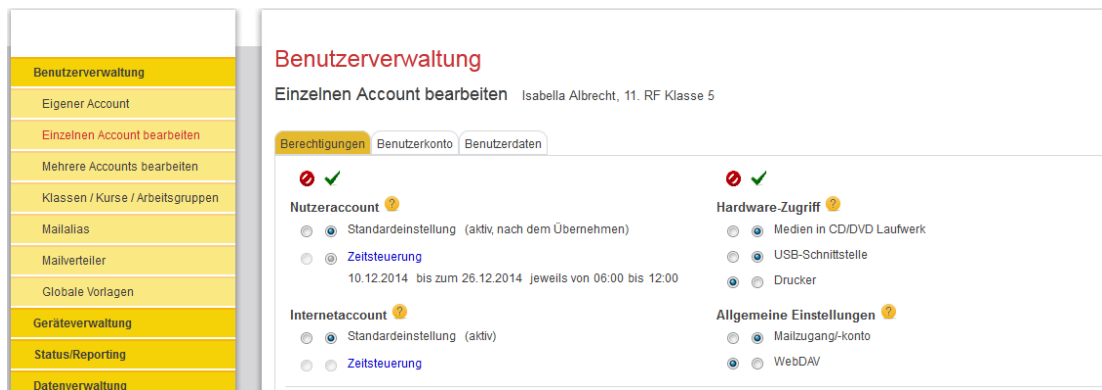 Benutzerverwaltung
Eigener Account
Einzelnen Account bearbeiten
Mehrere Accounts bearbeiten
Klassen / Kurse / Arbeitsgruppen
Mailalias
Mailverteiler
Globale Vorlagen
Geräteverwaltung
Status/Reporting
Datenverwaltung
Benutzerverwaltung
Einzelnen Account bearbeiten Isabella Albrecht, 11. RF Klasse 5
Berechtigungen Benutzerkonto Benutzerdaten
Nutzeraccount ?
Standardeinstellung (aktiv, nach dem Übernehmen)
Zeitsteuerung
10.12.2014 bis zum 26.12.2014 jeweils von 06:00 bis 12:00
Internetaccount ?
Standardeinstellung (aktiv)
Zeitsteuerung
Hardware-Zugriff ?
Medien in CD/DVD Laufwerk
USB-Schnittstelle
Drucker
Allgemeine Einstellungen ?
Mailzugang/-konto
WebDAV